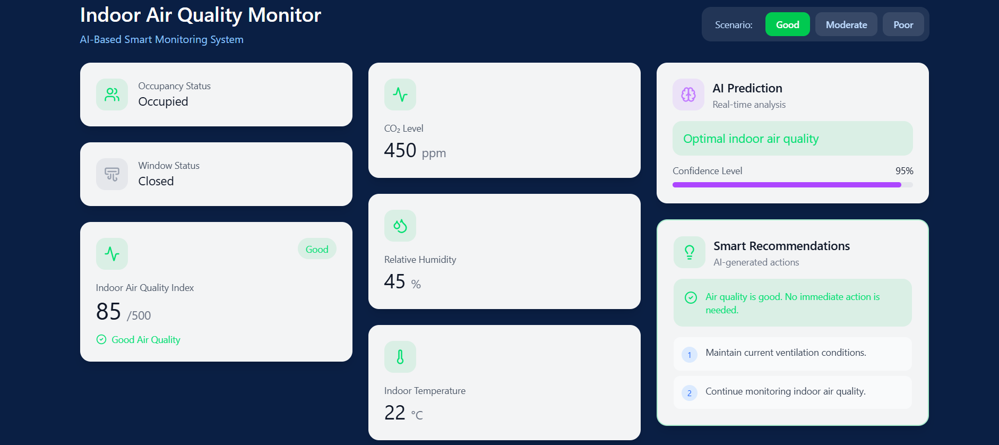 Indoor Air Quality Monitor
AI-Based Smart Monitoring System
Scenario: Good Moderate Poor
Occupancy Status
Occupied
Window Status
Closed
Good
Indoor Air Quality Index
85 /500
Good Air Quality
CO₂ Level
450 ppm
Relative Humidity
45 %
Indoor Temperature
22 °C
AI Prediction
Real-time analysis
Optimal indoor air quality
Confidence Level 95%
Smart Recommendations
AI-generated actions
Air quality is good. No immediate action is
needed.
1 Maintain current ventilation conditions.
2 Continue monitoring indoor air quality.